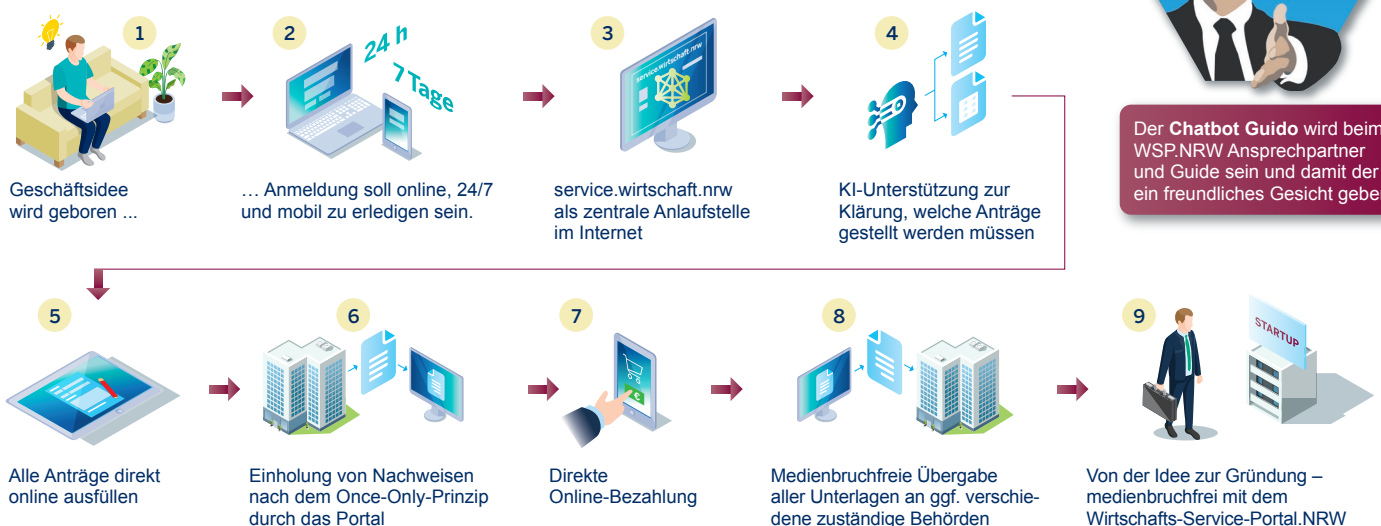 1
2
3
4
24 h
7 Tage
service.wirtschaft.nrw
Geschäftsidee
wird geboren ...
… Anmeldung soll online, 24/7
und mobil zu erledigen sein.
service.wirtschaft.nrw
als zentrale Anlaufstelle
im Internet
KI-Unterstützung zur
Klärung, welche Anträge
gestellt werden müssen
Der Chatbot Guido wird beim
WSP.NRW Ansprechpartner
und Guide sein und damit der
ein freundliches Gesicht geben
5
6
7
8
9
€
STARTUP
Alle Anträge direkt
online ausfüllen
Einholung von Nachweisen
nach dem Once-Only-Prinzip
durch das Portal
Direkte
Online-Bezahlung
Medienbruchfreie Übergabe
aller Unterlagen an ggf. verschie-
dene zuständige Behörden
Von der Idee zur Gründung –
medienbruchfrei mit dem
Wirtschafts-Service-Portal.NRW